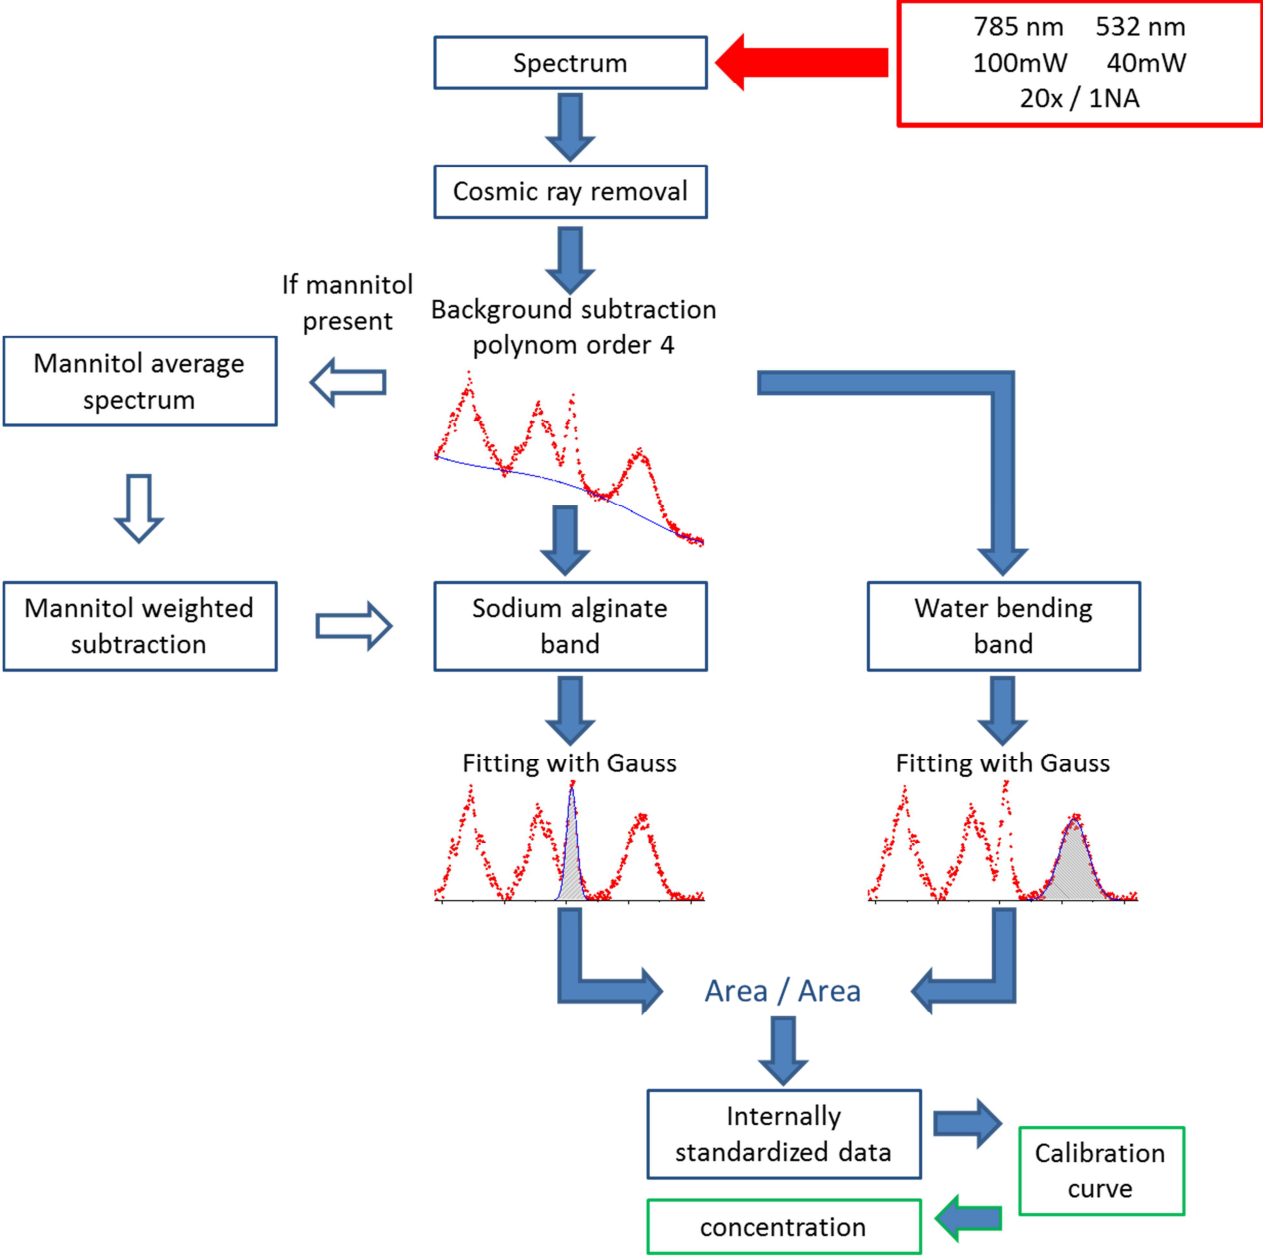 785 nm 532 nm
100mW 40mW
20x / 1NA
Spectrum
Cosmic ray removal
If mannitol
present
Background subtraction
polynom order 4
Mannitol average
spectrum
Mannitol weighted
subtraction
Sodium alginate
band
Water bending
band
Fitting with Gauss
Fitting with Gauss
Area / Area
Internally
standardized data
Calibration
curve
concentration